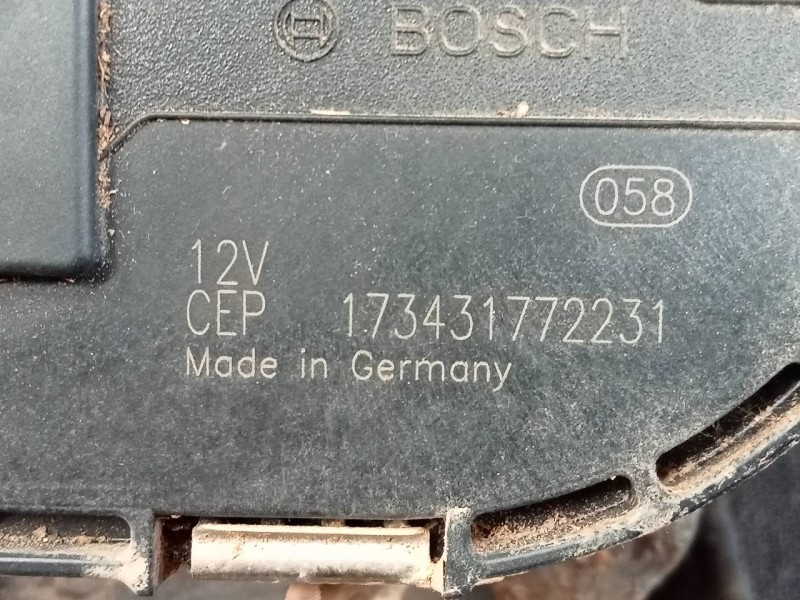 BOSCH
058
12V
CEP 173431772231
Made in Germany